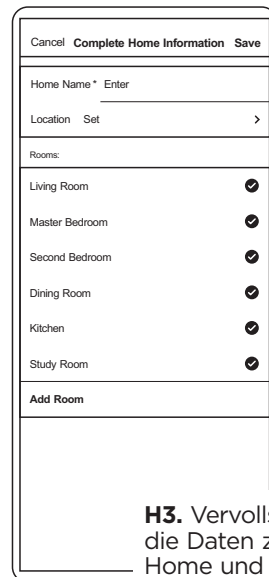 Cancel Complete Home Information Save
Home Name * Enter
Location Set >
Rooms:
Living Room
Master Bedroom
Second Bedroom
Dining Room
Kitchen
Study Room
Add Room
H3.
die Daten
Home und